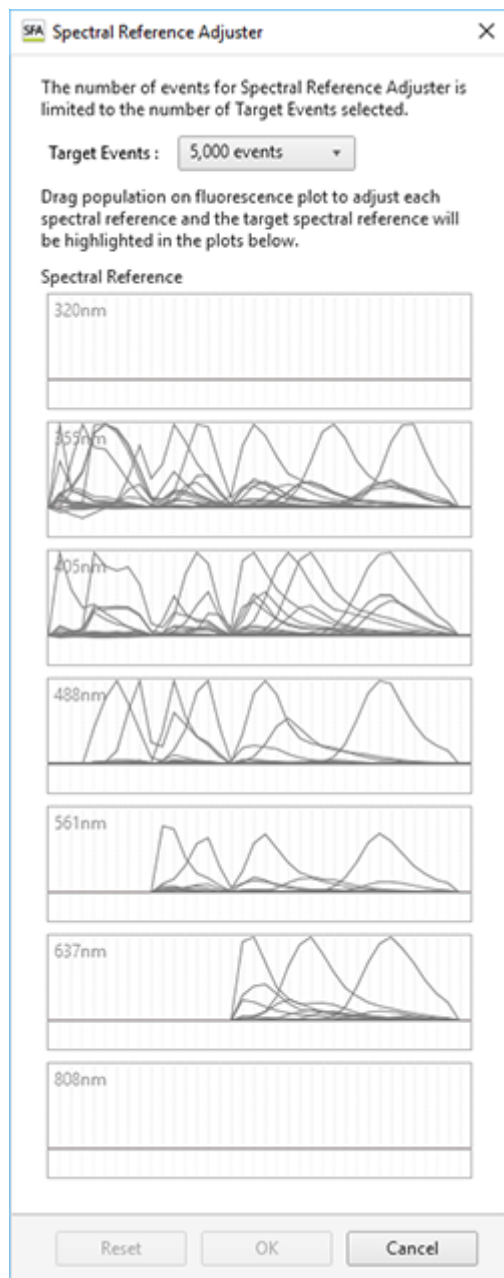 SFA Spectral Reference Adjuster
The number of events for Spectral Reference Adjuster is
limited to the number of Target Events selected.
Target Events : 5,000 events
Drag population on fluorescence plot to adjust each
spectral reference and the target spectral reference will
be highlighted in the plots below.
Spectral Reference
320nm
355nm
405nm
488nm
561nm
637nm
808nm
Reset OK Cancel